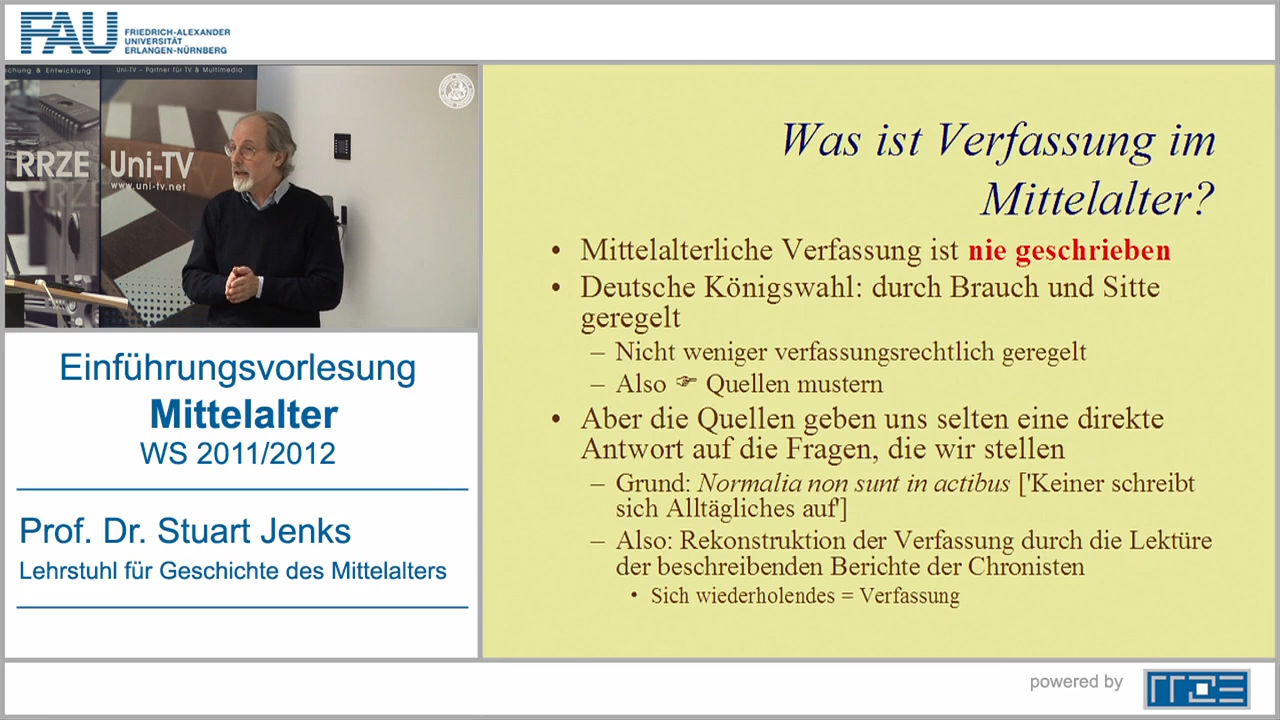 FAU
FRIEDRICH-ALEXANDER
UNIVERSITÄT
ERLANGEN-NÜRNBERG
chung & Entwicklung
Uni-TV – Partner für TV & Multimedia
RRZE
Uni-TV
www.uni-tv.net
Einführungsvorlesung
Mittelalter
WS 2011/2012
Prof. Dr. Stuart Jenks
Lehrstuhl für Geschichte des Mittelalters
Was ist Verfassung im
Mittelalter?
• Mittelalterliche Verfassung ist nie geschrieben
• Deutsche Königswahl: durch Brauch und Sitte
geregelt
– Nicht weniger verfassungsrechtlich geregelt
– Also ☞ Quellen mustern
• Aber die Quellen geben uns selten eine direkte
Antwort auf die Fragen, die wir stellen
– Grund: Normalia non sunt in actibus ['Keiner schreibt
sich Alltägliches auf']
– Also: Rekonstruktion der Verfassung durch die Lektüre
der beschreibenden Berichte der Chronisten
• Sich wiederholendes = Verfassung
powered by
rrze